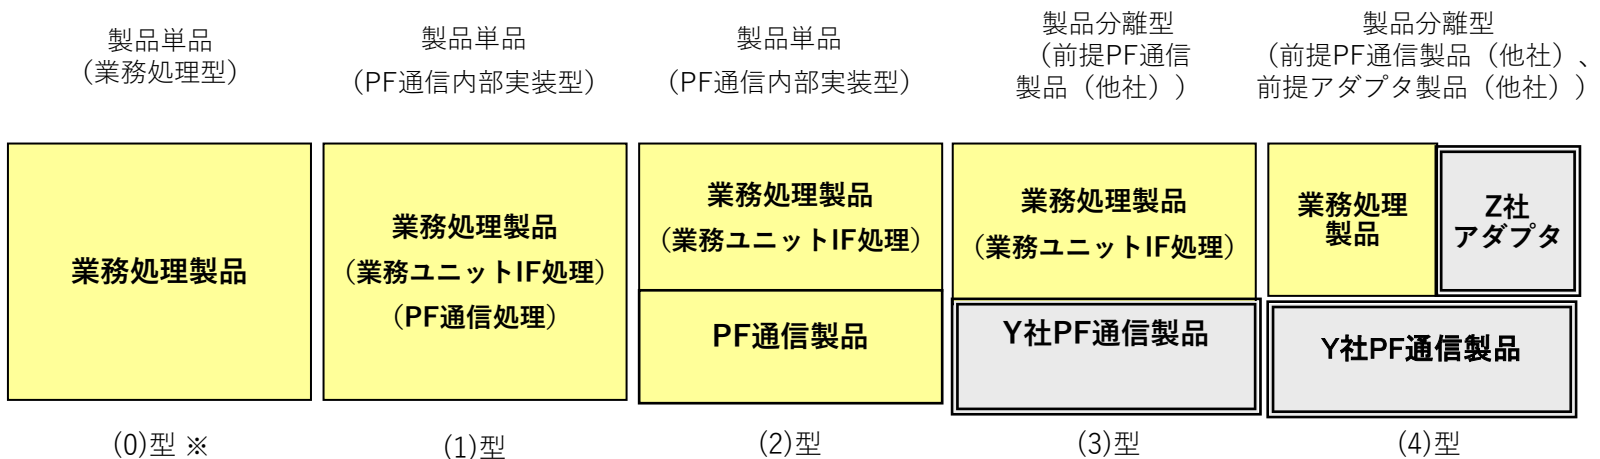 製品単品
（業務処理型）
製品単品
（PF通信内部実装型）
製品単品
（PF通信内部実装型）
製品分離型
（前提PF通信
製品（他社））
製品分離型
（前提PF通信製品（他社）、
前提アダプタ製品（他社））
業務処理製品
業務処理製品
（業務ユニットIF処理）
（PF通信処理）
業務処理製品
（業務ユニットIF処理）
PF通信製品
業務処理製品
（業務ユニットIF処理）
Y社PF通信製品
業務処理
製品
Z社
アダプタ
Y社PF通信製品
(0)型 ※
(1)型
(2)型
(3)型
(4)型